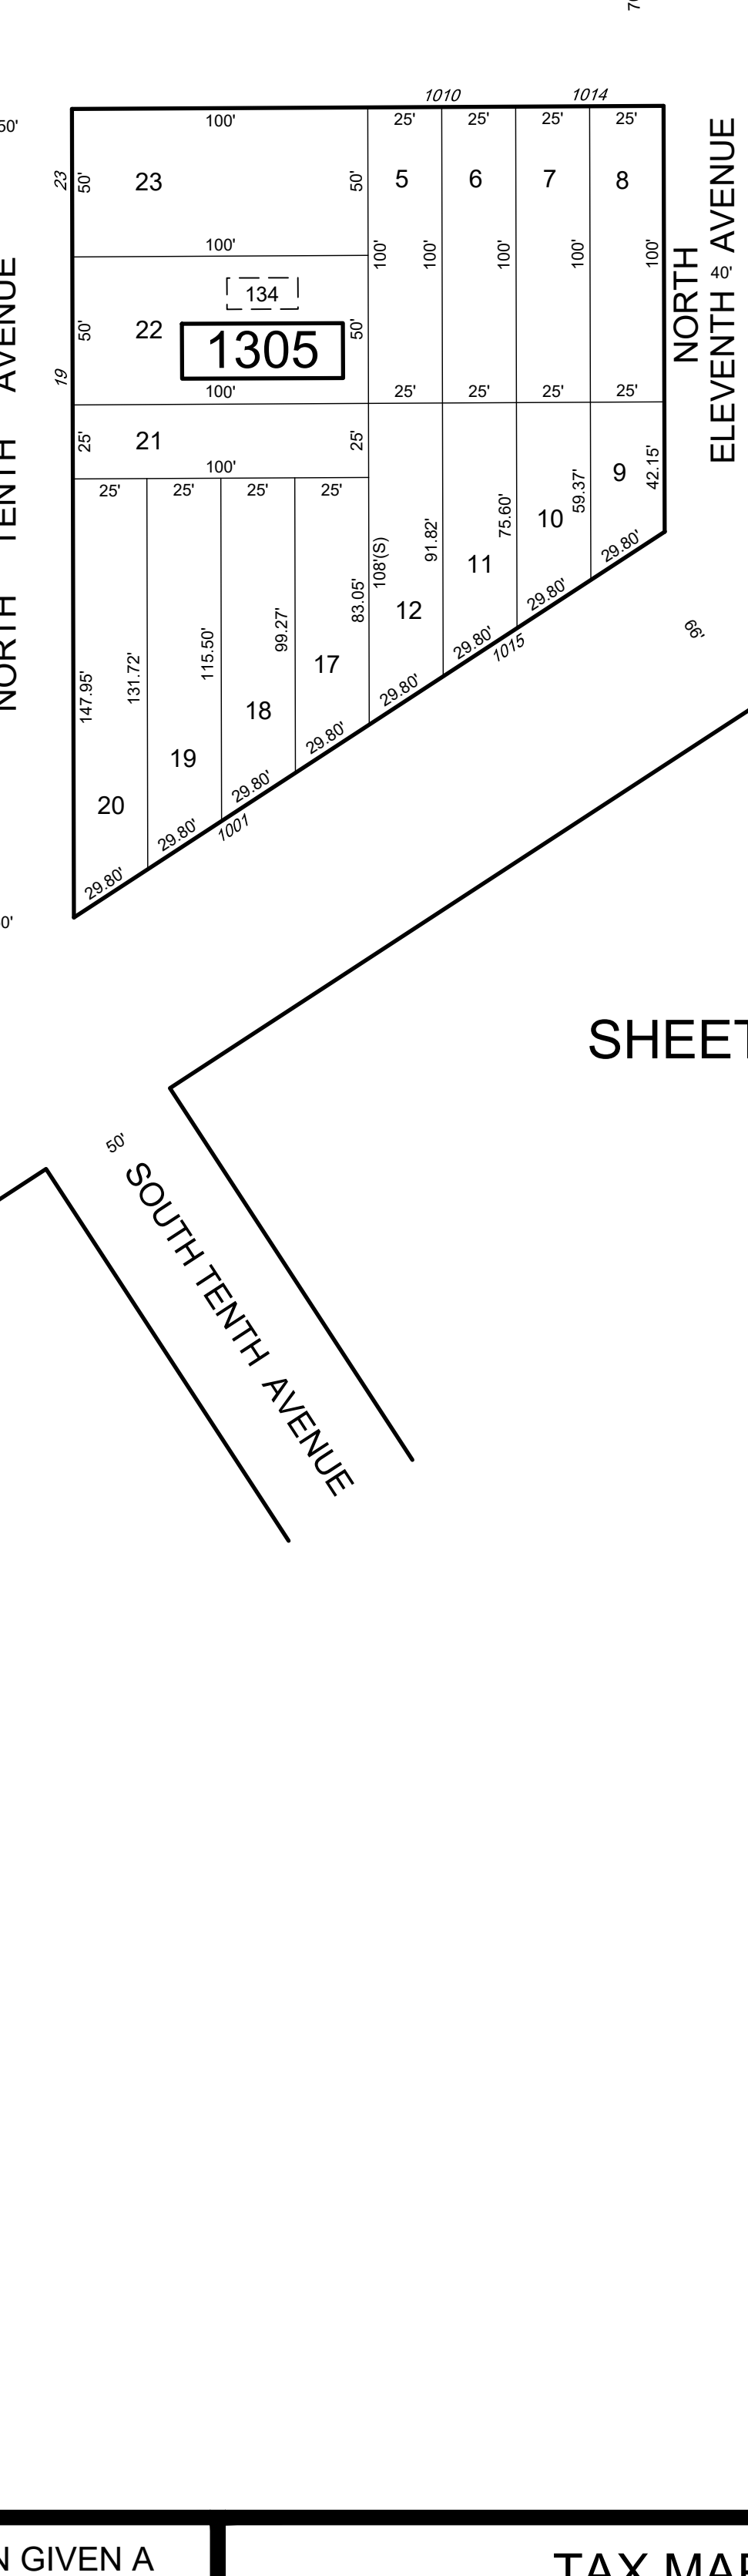 1010 1014
50' 100' 25' 25' 25' 25'
23 50' 23 50' 5 6 7 8
100' 100' 100' 100' 100' 100'
134
50' 22 1305 50'
19 100' 25' 25' 25' 25'
25' 21 25'
100'
25' 25' 25' 25'
NORTH TENTH AVENUE
NORTH
ELEVENTH AVENUE
40'
9 42.15'
59.37' 10
75.60' 11
91.82' 12
108'(S)
83.05' 17
99.27' 18
115.50' 19
131.72' 20
147.95'
29.80' 29.80' 29.80' 29.80' 29.80' 29.80' 29.80' 29.80'
1015
1001
66'
SHEET
50'
SOUTH TENTH AVENUE
N GIVEN A
TAX MAP